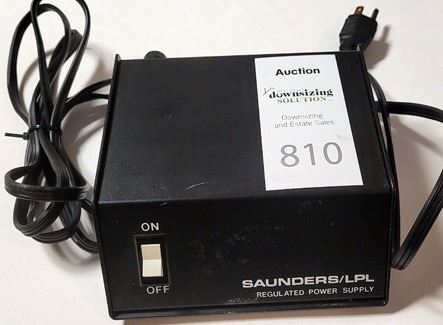 Auction
downsizing
SOLUTION
Downsizing
and Estate Sales
810
ON
OFF
SAUNDERS/LPL
REGULATED POWER SUPPLY